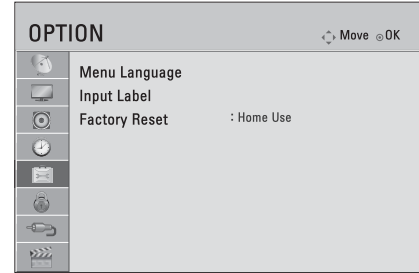 OPTION
Move OK
Menu Language
Input Label
Factory Reset : Home Use